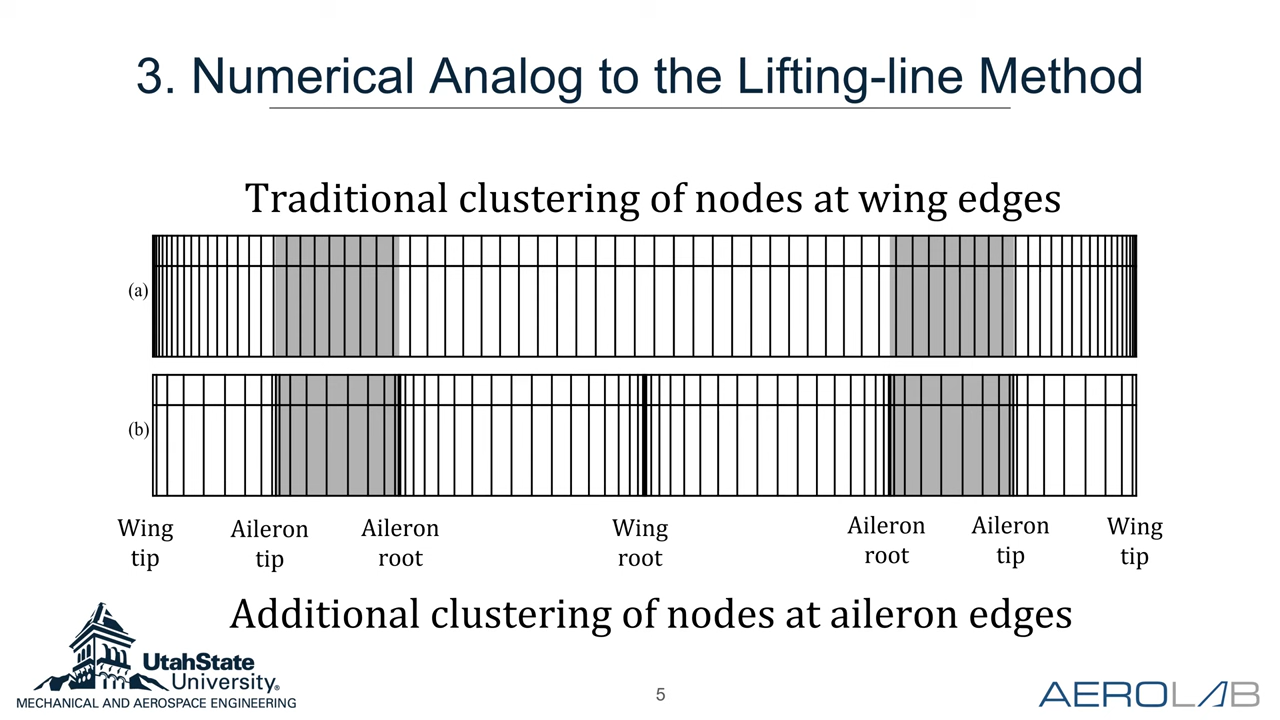 3. Numerical Analog to the Lifting-line Method
Traditional clustering of nodes at wing edges
(a)
(b)
Wing tip
Aileron tip
Aileron root
Wing root
Aileron root
Aileron tip
Wing tip
Additional clustering of nodes at aileron edges
UtahState
University®
MECHANICAL AND AEROSPACE ENGINEERING
5
AEROLAB